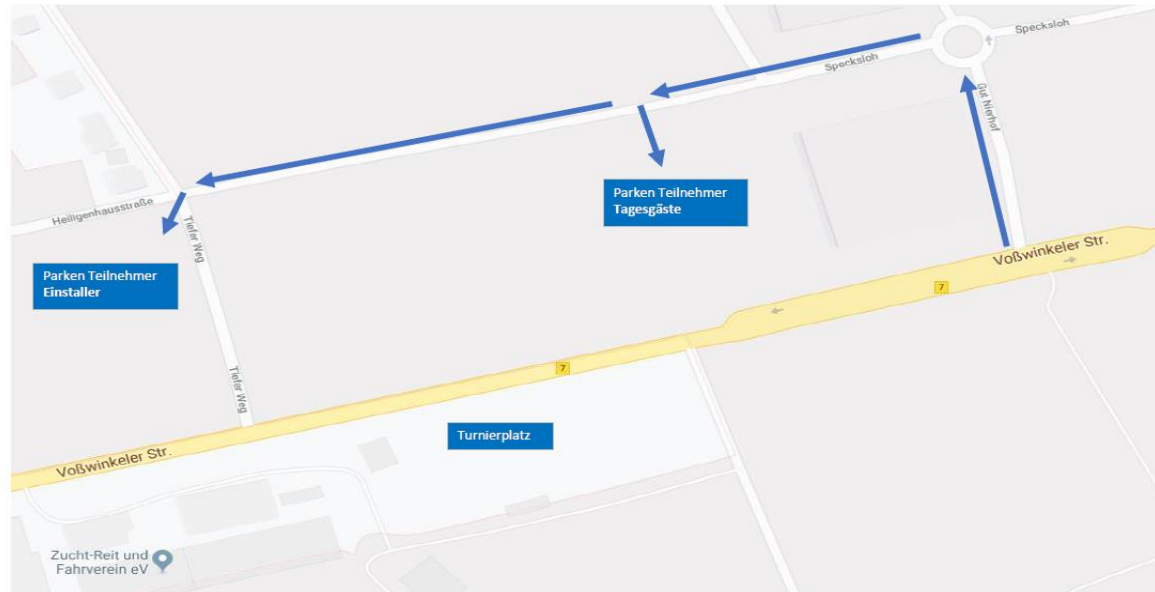 Specksloh
Specksloh
Gut Nierhof
Parken Teilnehmer
Tagesgäste
Heiligenhausstraße
Tiefer Weg
Parken Teilnehmer
Einstaller
Voßwinkeler Str.
7
7
Tiefer Weg
Turnierplatz
Voßwinkeler Str.
Zucht-Reit und
Fahrverein eV